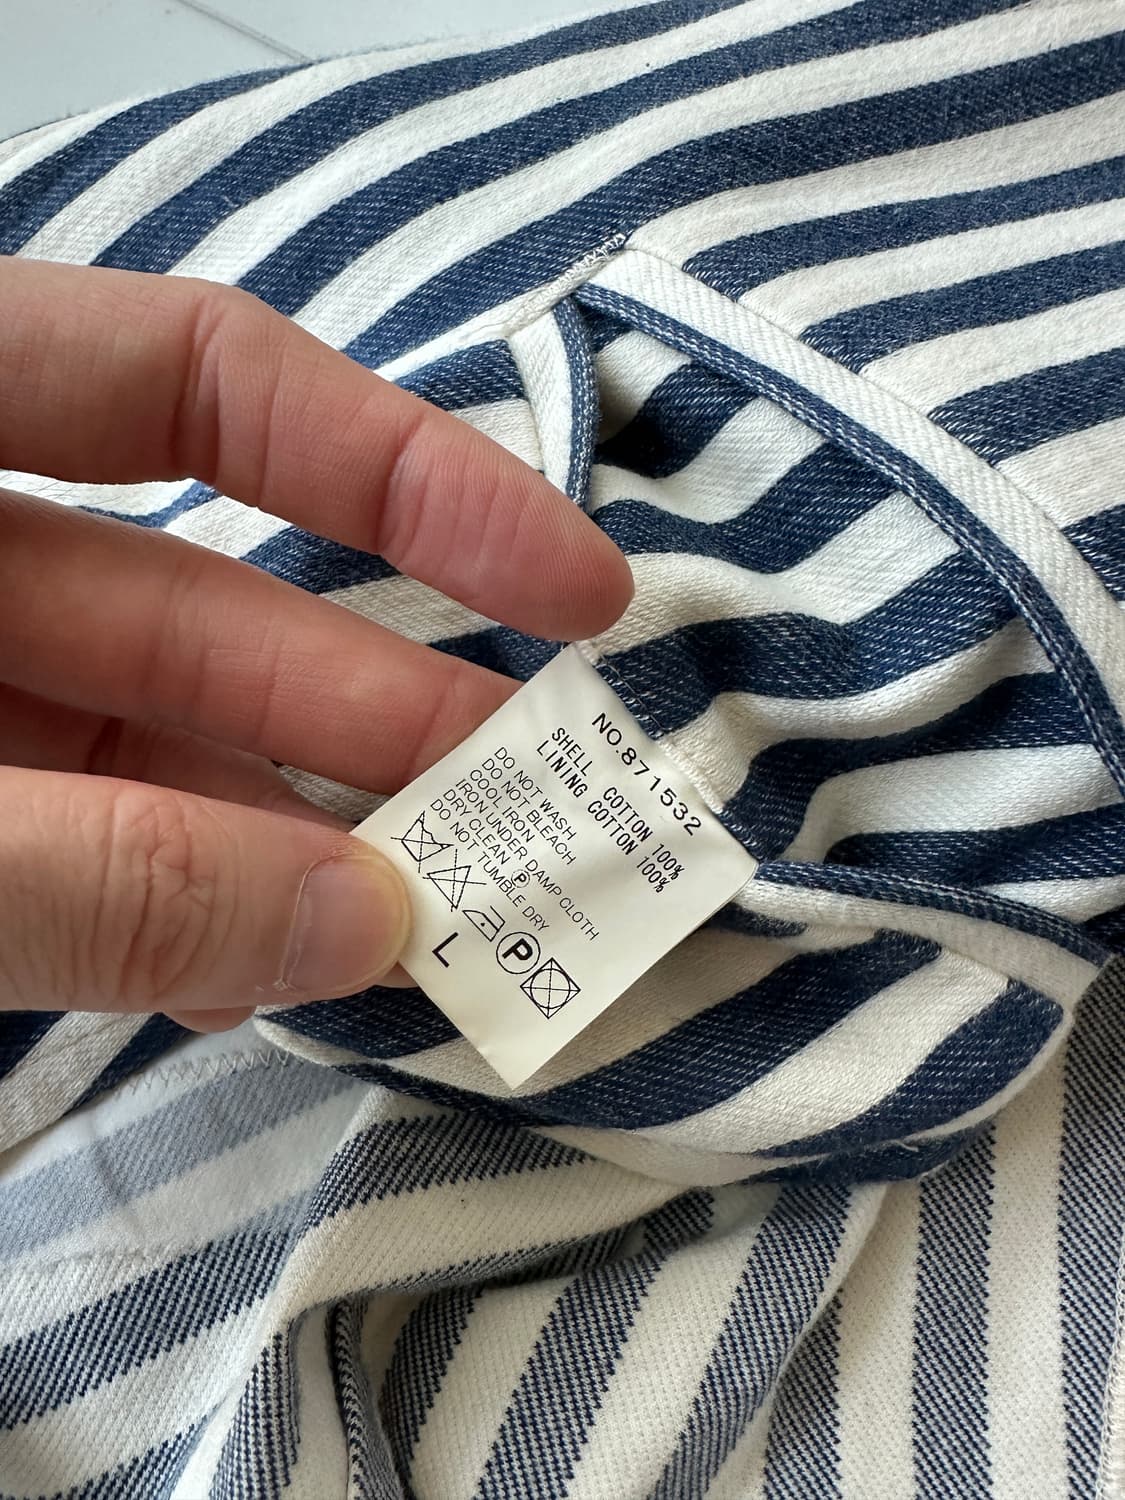 NO.871532
SHELL COTTON 100%
LINING COTTON 100%
DO NOT WASH
DO NOT BLEACH
COOL IRON
IRON UNDER DAMP CLOTH
DRY CLEAN Ⓟ
DO NOT TUMBLE DRY
P
L